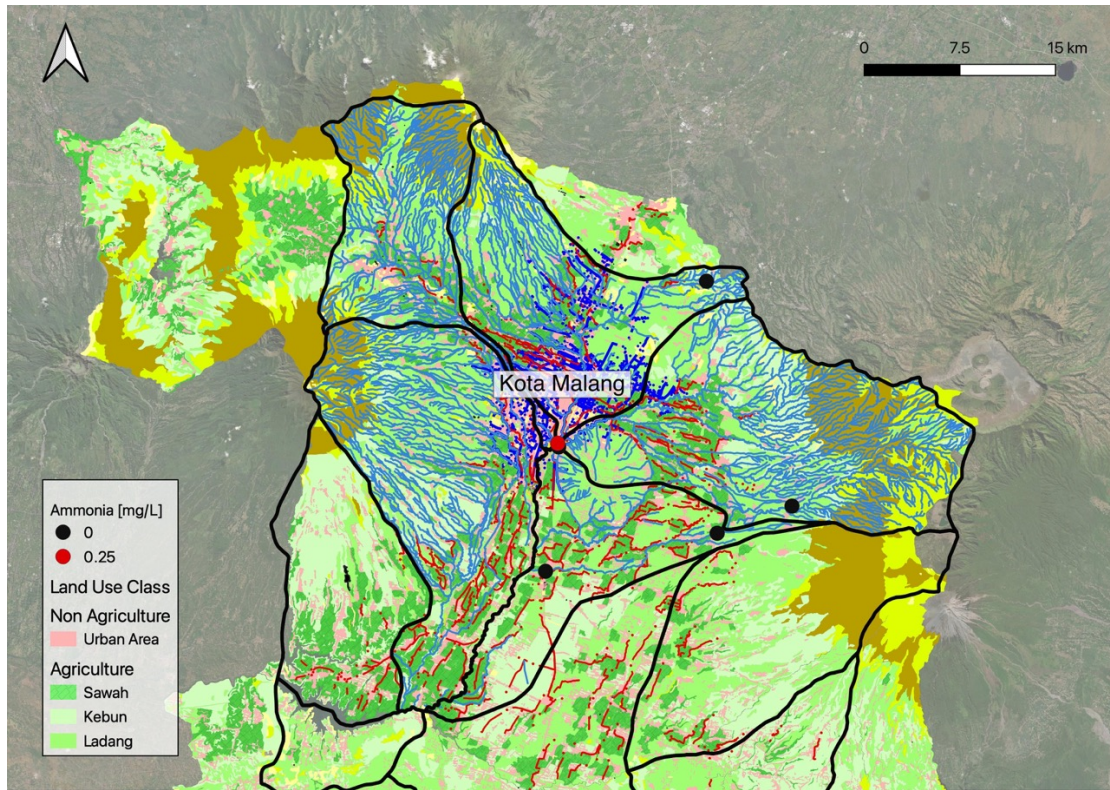 0 7.5 15 km
Kota Malang
Ammonia [mg/L]
0
0.25
Land Use Class
Non Agriculture
Urban Area
Agriculture
Sawah
Kebun
Ladang